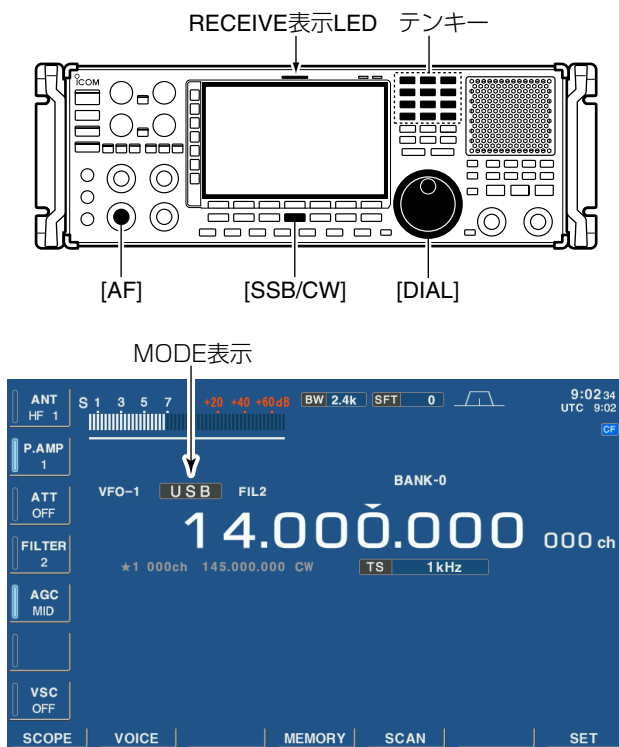 RECEIVE表示LED テンキー
ICOM
[AF] [SSB/CW] [DIAL]
MODE表示
ANT
HF 1
S 1 3 5 7 +20 +40 +60dB
BW 2.4k SFT 0
9:02 34
UTC 9:02
CF
P.AMP
1
ATT
OFF
VFO-1 USB FIL2
BANK-0
14.000.000 000 ch
FILTER
2
★1 000ch 145.000.000 CW
TS 1kHz
AGC
MID
VSC
OFF
SCOPE VOICE MEMORY SCAN SET